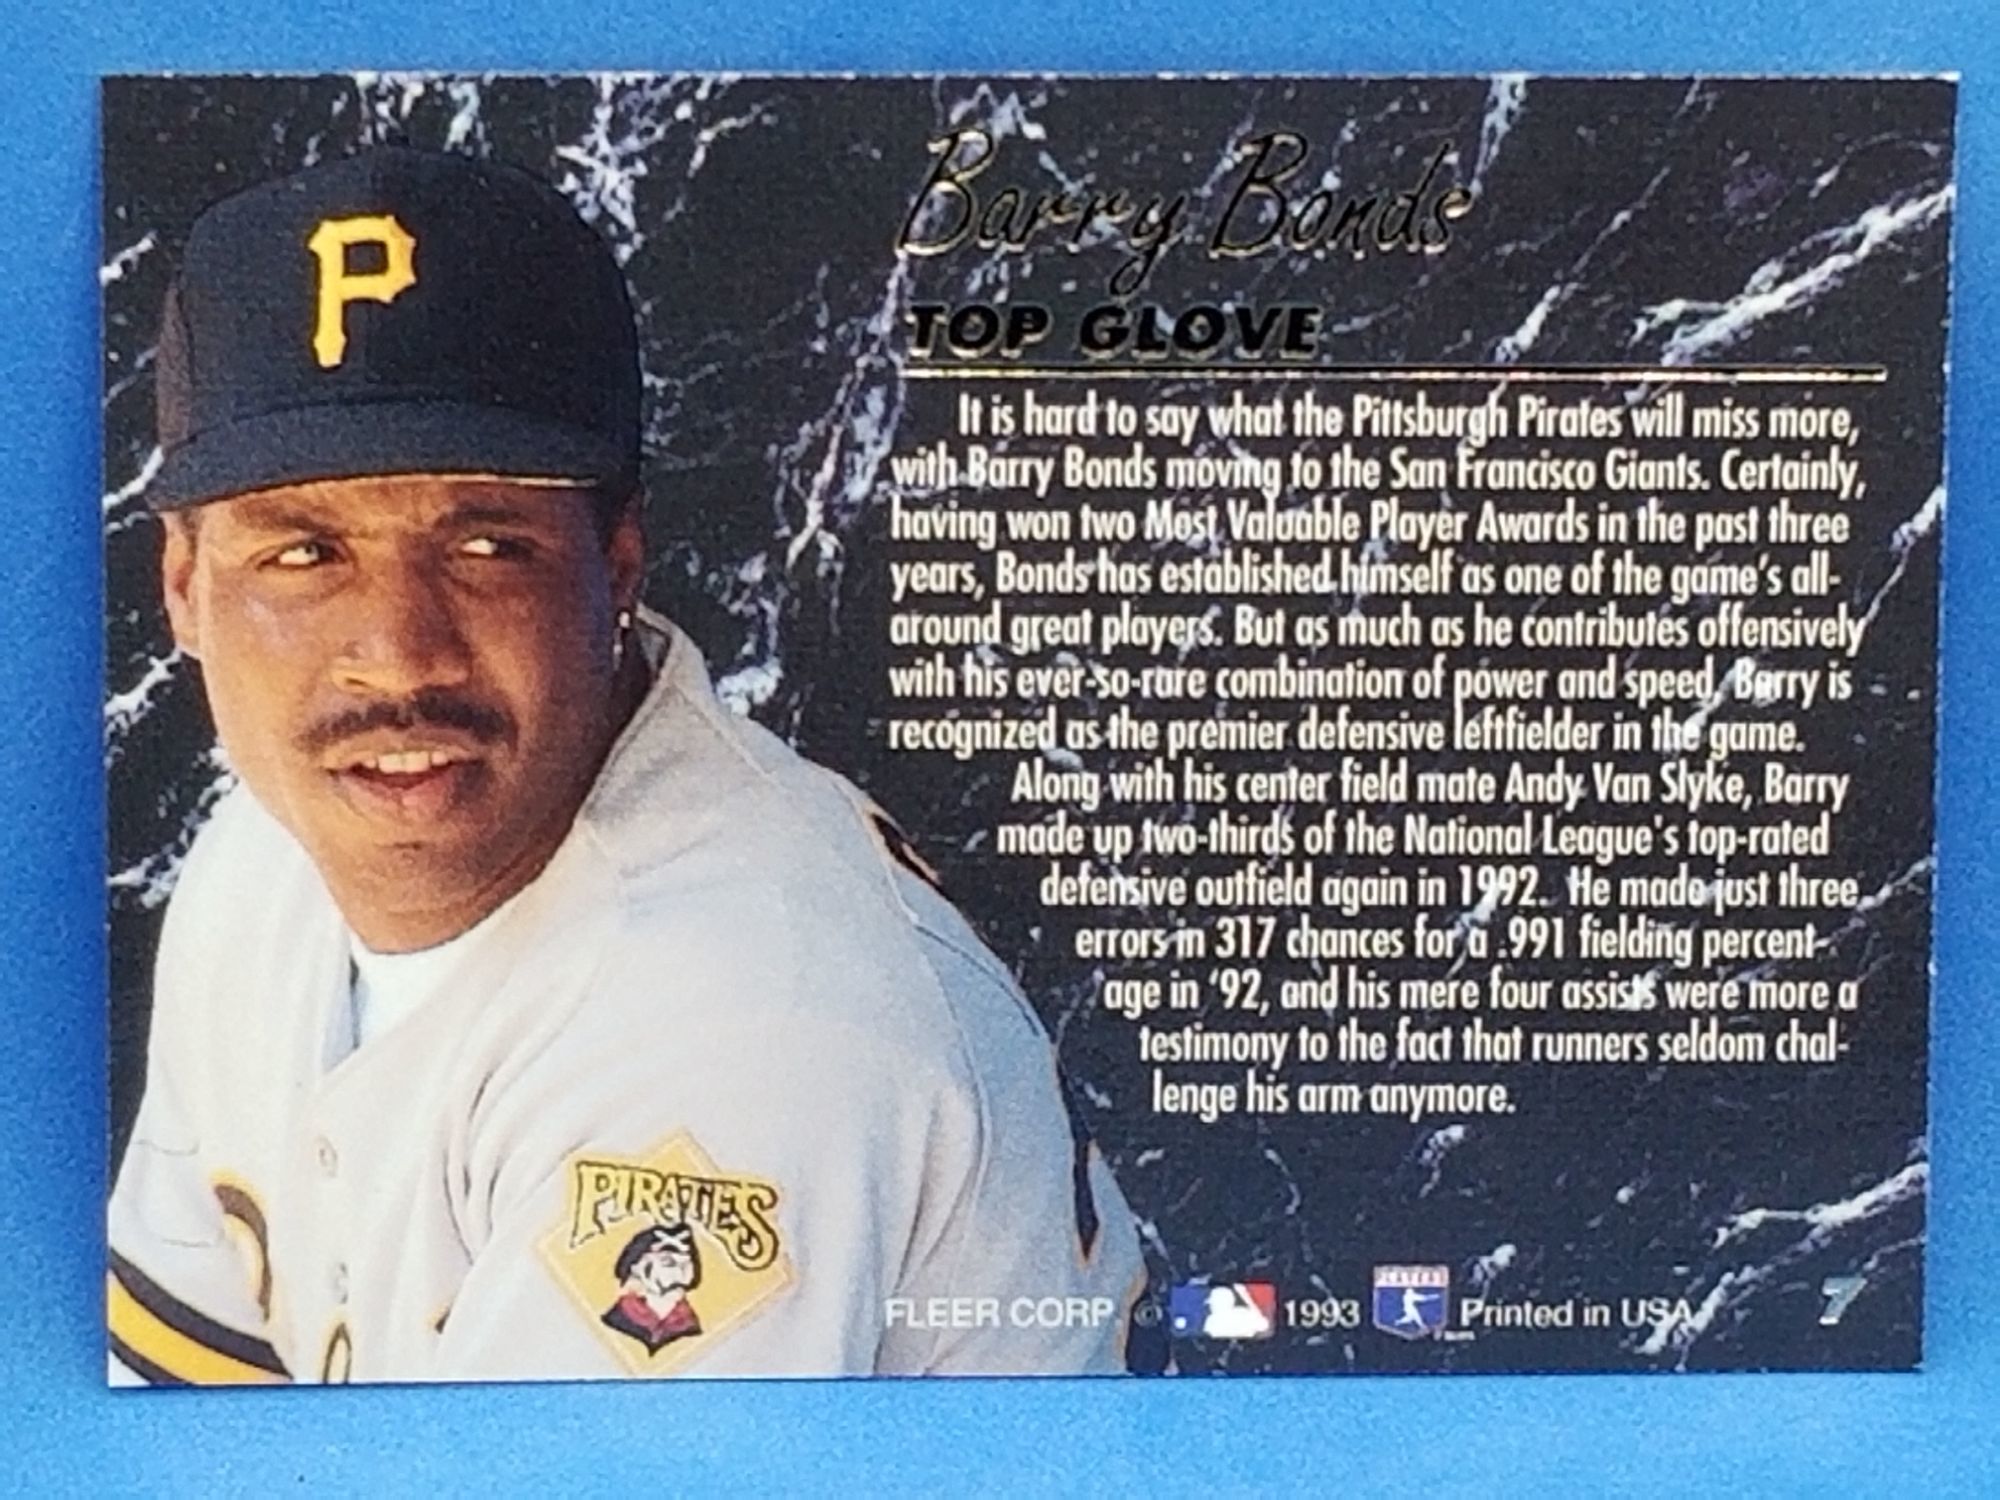 P
Barry Bonds
TOP GLOVE
It is hard to say what the Pittsburgh Pirates will miss more,
with Barry Bonds moving to the San Francisco Giants. Certainly,
having won two Most Valuable Player Awards in the past three
years, Bonds has established himself as one of the game's all-
around great players. But as much as he contributes offensively
with his ever-so-rare combination of power and speed, Barry is
recognized as the premier defensive leftfielder in the game.
Along with his center field mate Andy Van Slyke, Barry
made up two-thirds of the National League's top-rated
defensive outfield again in 1992. He made just three
errors in 317 chances for a .991 fielding percent-
age in '92, and his mere four assists were more a
testimony to the fact that runners seldom chal-
lenge his arm anymore.
PIRATES
FLEER CORP. © 1993 PLAYERS Printed in USA 7